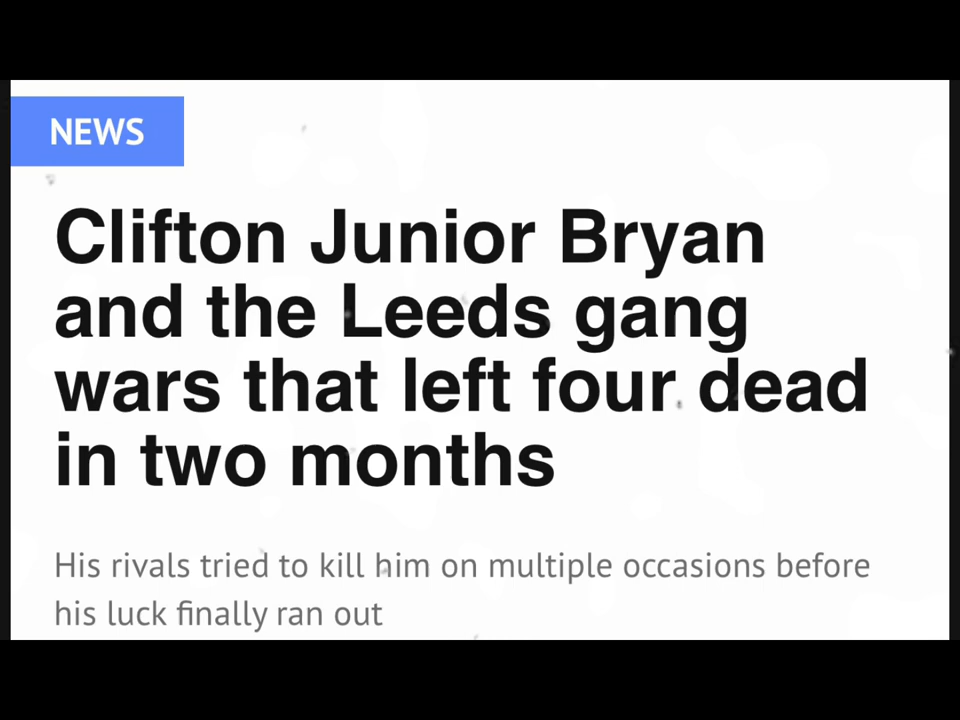 NEWS
Clifton Junior Bryan
and the Leeds gang
wars that left four dead
in two months
His rivals tried to kill him on multiple occasions before
his luck finally ran out